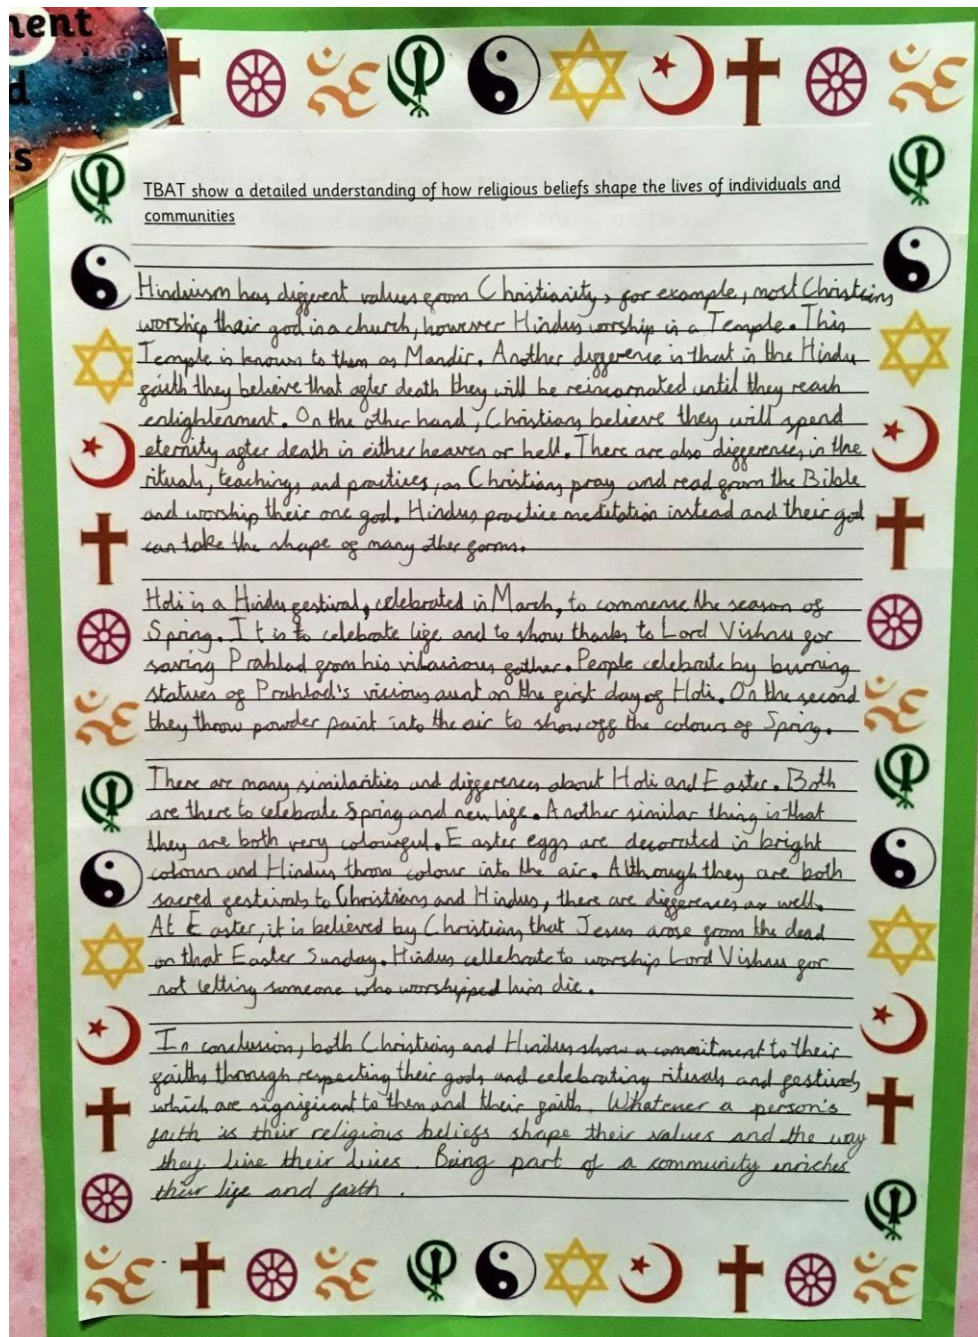 ment
d
s
TBAT show a detailed understanding of how religious beliefs shape the lives of individuals and
communities
Hinduism has different values from Christianity, for example, most Christians
worship their god in a church, however Hindus worship in a Temple. This
Temple is known to them as Mandir. Another difference is that in the Hindu
faith they believe that after death they will be reincarnated until they reach
enlightenment. On the other hand, Christians believe they will spend
eternity after death in either heaven or hell. There are also differences in the
rituals, teachings and practices, as Christians pray and read from the Bible
and worship their one god. Hindus practice meditation instead and their god
can take the shape of many other forms.
Holi is a Hindu festival, celebrated in March, to commence the season of
Spring. It is to celebrate life and to show thanks to Lord Vishnu for
saving Prahlad from his vilainious father. People celebrate by burning
statues of Prahlad's vicious aunt on the first day of Holi. On the second
they throw powder paint into the air to show off the colours of Spring.
There are many similarities and differences about Holi and Easter. Both
are there to celebrate Spring and new life. Another similar thing is that
they are both very colourful. Easter eggs are decorated in bright
colours and Hindus throw colour into the air. Although they are both
sacred festivals to Christians and Hindus, there are differences as well.
At Easter, it is believed by Christians that Jesus arose from the dead
on that Easter Sunday. Hindus cellebrate to worship Lord Vishnu for
not letting someone who worshipped him die.
In conclusion, both Christians and Hindus show a commitment to their
faiths through respecting their gods and celebrating rituals and festivals
which are significant to them and their faith. Whatever a person's
faith is their religious beliefs shape their values and the way
they live their lives. Being part of a community enriches
their life and faith.